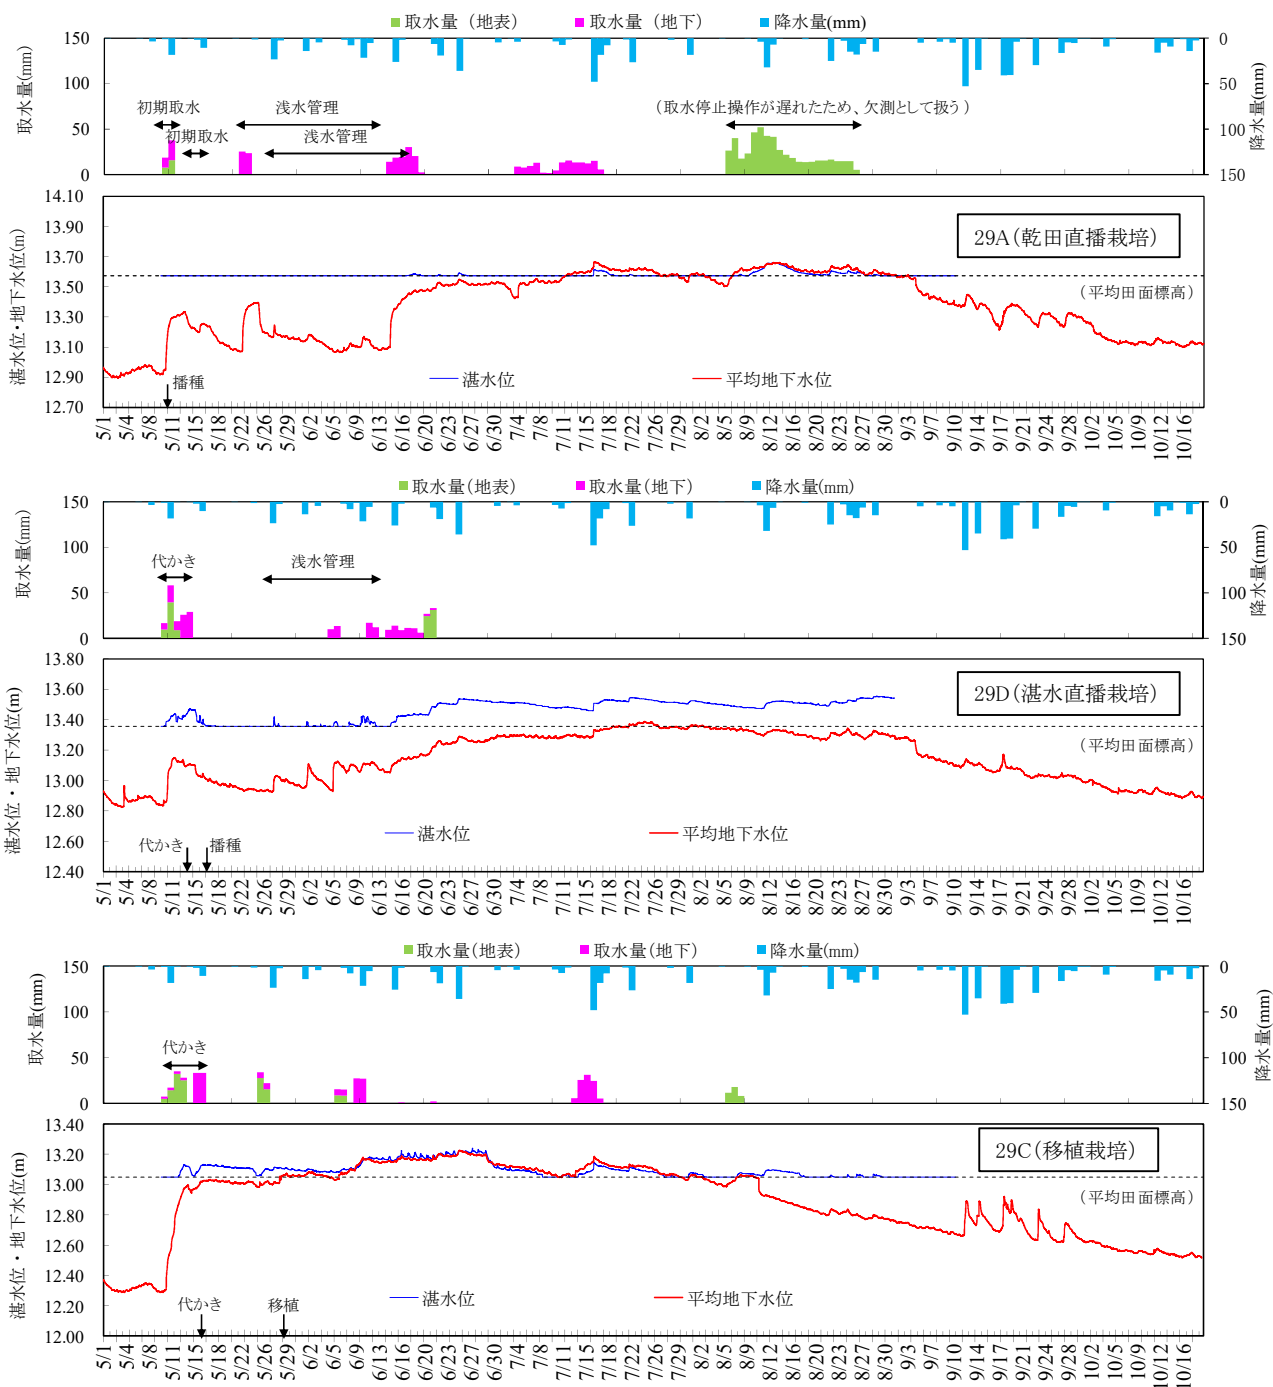 取水量（地表） 取水量（地下） 降水量(mm)
取水量(mm)
150
100
50
0
0
50
100
150
降水量(mm)
初期取水
初期取水
浅水管理
浅水管理
（取水停止操作が遅れたため、欠測として扱う）
湛水位・地下水位(m)
14.10
13.90
13.70
13.50
13.30
13.10
12.90
12.70
29A（乾田直播栽培）
（平均田面標高）
播種
湛水位 平均地下水位
5/1 5/4 5/8 5/11 5/15 5/18 5/22 5/26 5/29 6/2 6/5 6/9 6/13 6/16 6/20 6/23 6/27 6/30 7/4 7/8 7/11 7/15 7/18 7/22 7/26 7/29 8/2 8/5 8/9 8/12 8/16 8/20 8/23 8/27 8/30 9/3 9/7 9/10 9/14 9/17 9/21 9/24 9/28 10/2 10/5 10/9 10/12 10/16
取水量（地表） 取水量（地下） 降水量(mm)
取水量(mm)
150
100
50
0
0
50
100
150
降水量(mm)
代かき
浅水管理
湛水位・地下水位(m)
13.80
13.60
13.40
13.20
13.00
12.80
12.60
12.40
29D（湛水直播栽培）
（平均田面標高）
湛水位 平均地下水位
代かき 播種
5/1 5/4 5/8 5/11 5/15 5/18 5/22 5/26 5/29 6/2 6/5 6/9 6/13 6/16 6/20 6/23 6/27 6/30 7/4 7/8 7/11 7/15 7/18 7/22 7/26 7/29 8/2 8/5 8/9 8/12 8/16 8/20 8/23 8/27 8/30 9/3 9/7 9/10 9/14 9/17 9/21 9/24 9/28 10/2 10/5 10/9 10/12 10/16
取水量（地表） 取水量（地下） 降水量(mm)
取水量(mm)
150
100
50
0
0
50
100
150
降水量(mm)
代かき
湛水位・地下水位(m)
13.40
13.20
13.00
12.80
12.60
12.40
12.20
12.00
29C（移植栽培）
（平均田面標高）
湛水位 平均地下水位
代かき 移植
5/1 5/4 5/8 5/11 5/15 5/18 5/22 5/26 5/29 6/2 6/5 6/9 6/13 6/16 6/20 6/23 6/27 6/30 7/4 7/8 7/11 7/15 7/18 7/22 7/26 7/29 8/2 8/5 8/9 8/12 8/16 8/20 8/23 8/27 8/30 9/3 9/7 9/10 9/14 9/17 9/21 9/24 9/28 10/2 10/5 10/9 10/12 10/16